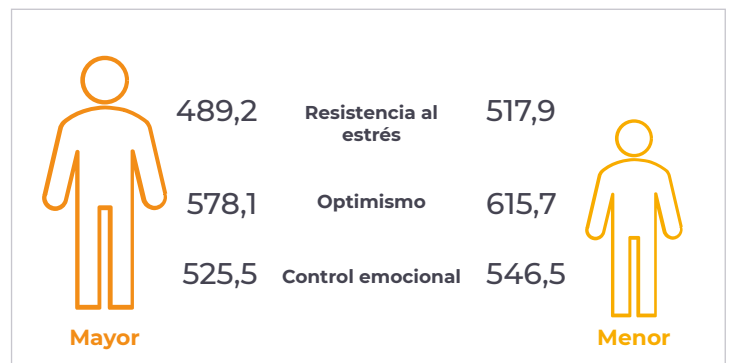 489,2 Resistencia al 517,9
estrés
578,1 Optimismo 615,7
525,5 Control emocional 546,5
Mayor Menor